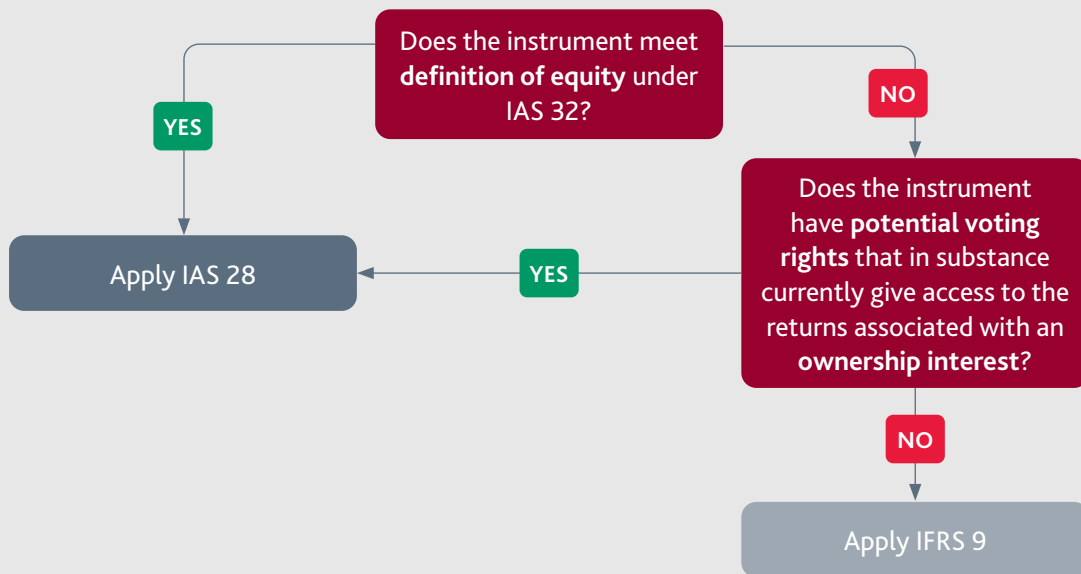 Does the instrument meet
definition of equity under
IAS 32?
YES
NO
Does the instrument
have potential voting
rights that in substance
currently give access to the
returns associated with an
ownership interest?
Apply IAS 28
YES
NO
Apply IFRS 9